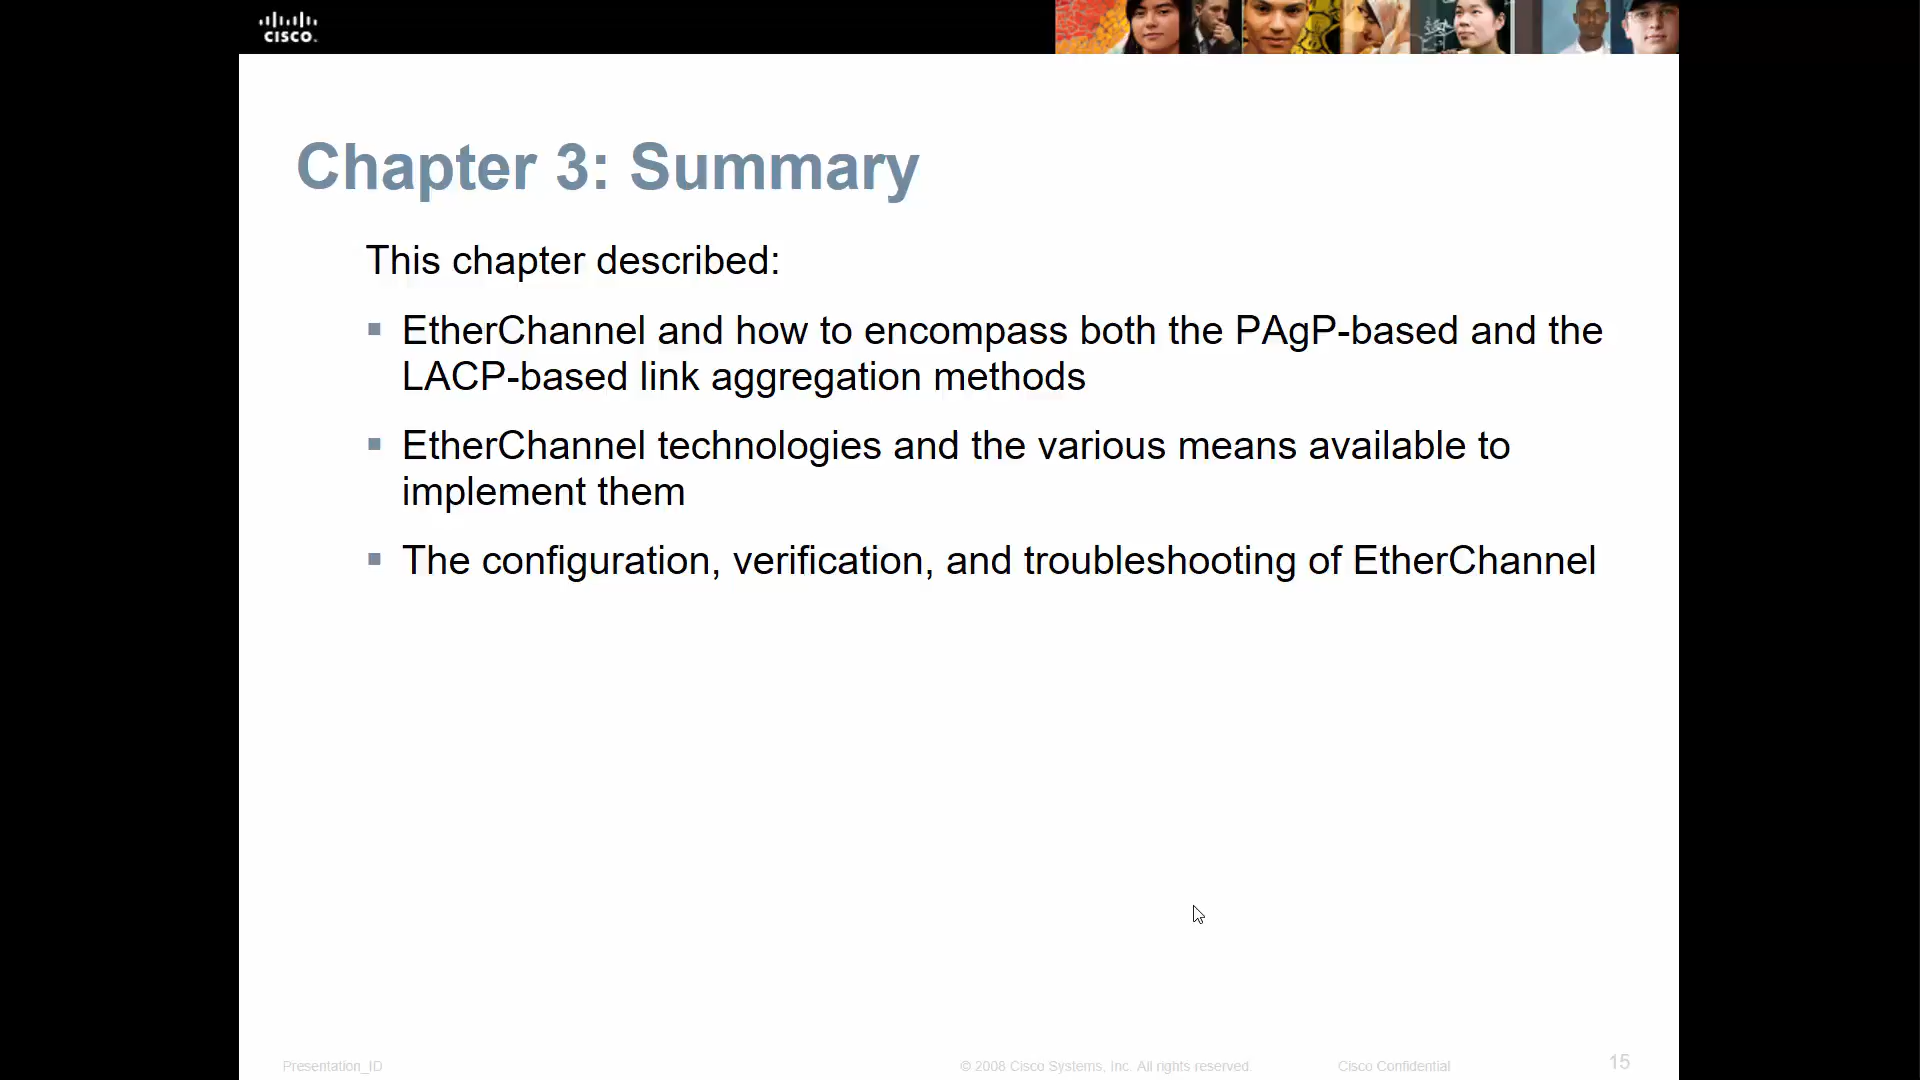 CISCO.
Chapter 3: Summary
This chapter described:
EtherChannel and how to encompass both the PAgP-based and the
LACP-based link aggregation methods
EtherChannel technologies and the various means available to
implement them
The configuration, verification, and troubleshooting of EtherChannel
Presentation_ID
© 2008 Cisco Systems, Inc. All rights reserved.
Cisco Confidential
15